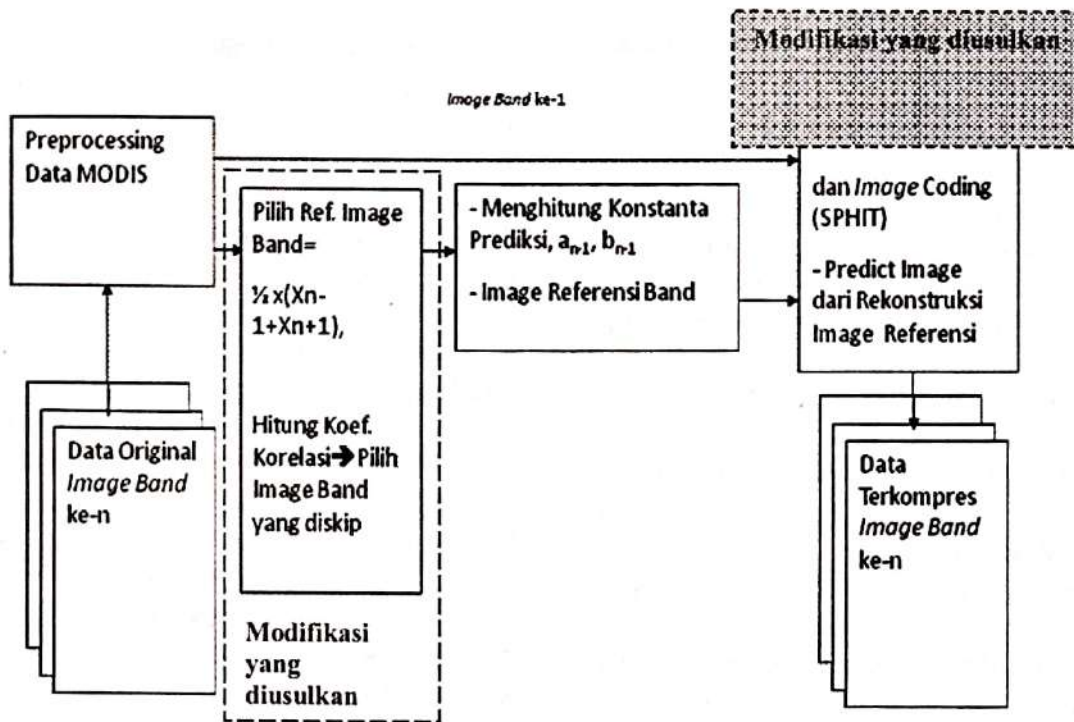 Modifikasi yang diusulkan
Image Band ke-1
Preprocessing
Data MODIS
Pilih Ref. Image
Band=
½ x(Xn-
1+Xn+1),
Hitung Koef.
Korelasi➔ Pilih
Image Band
yang diskip
Modifikasi
yang
diusulkan
- Menghitung Konstanta
Prediksi, aₙ₋₁, bₙ₋₁
- Image Referensi Band
dan Image Coding
(SPHIT)
- Predict Image
dari Rekonstruksi
Image Referensi
Data Original
Image Band
ke-n
Data
Terkompres
Image Band
ke-n